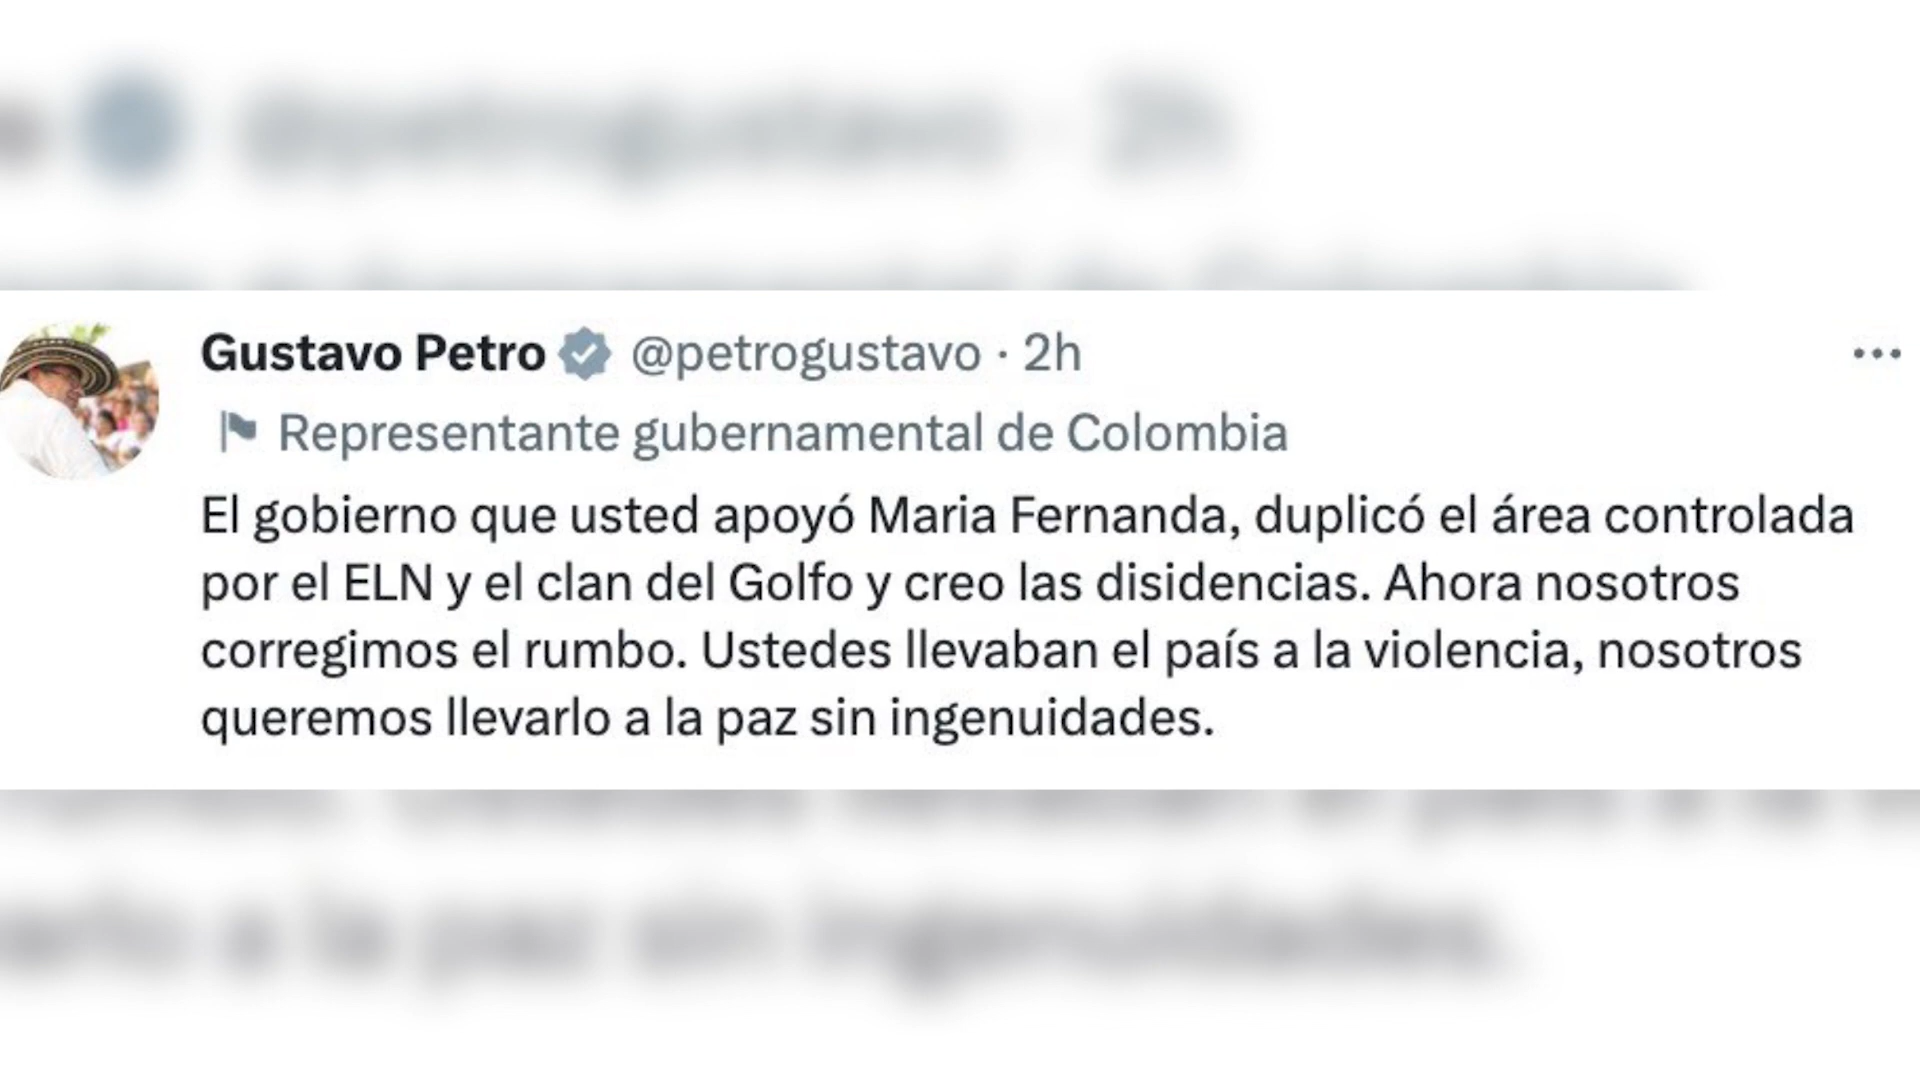 Gustavo Petro @petrogustavo · 2h
Representante gubernamental de Colombia
El gobierno que usted apoyó Maria Fernanda, duplicó el área controlada
por el ELN y el clan del Golfo y creo las disidencias. Ahora nosotros
corregimos el rumbo. Ustedes llevaban el país a la violencia, nosotros
queremos llevarlo a la paz sin ingenuidades.